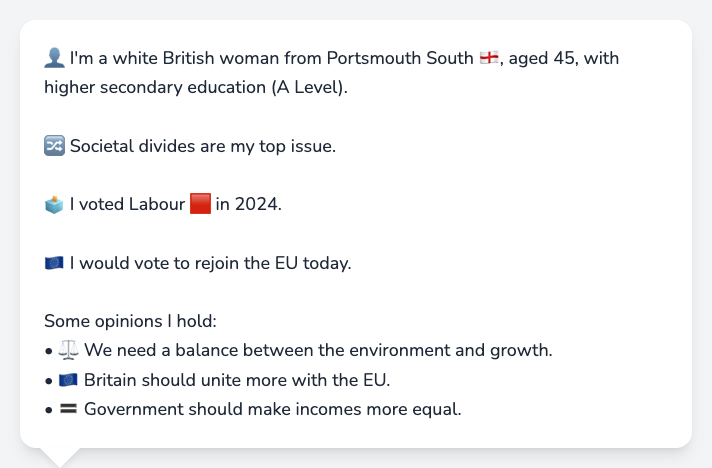 👤 I'm a white British woman from Portsmouth South 🏴󠁧󠁢󠁥󠁮󠁧󠁿, aged 45, with
higher secondary education (A Level).
🔀 Societal divides are my top issue.
🗳️ I voted Labour 🟥 in 2024.
🇪🇺 I would vote to rejoin the EU today.
Some opinions I hold:
• ⚖️ We need a balance between the environment and growth.
• 🇪🇺 Britain should unite more with the EU.
• 🟰 Government should make incomes more equal.